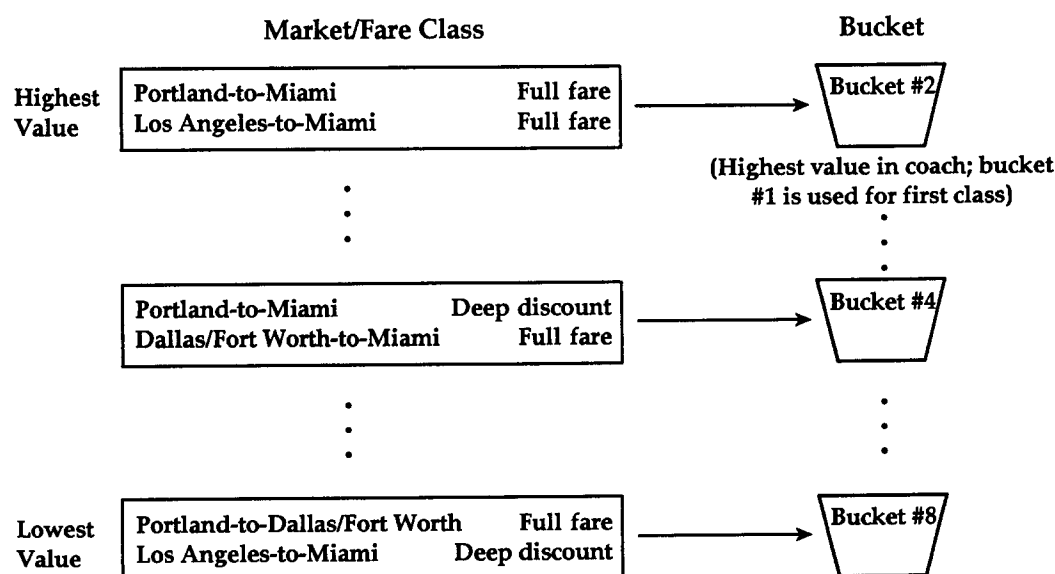 Market/Fare Class
Bucket
Highest
Value
Portland-to-Miami Full fare
Los Angeles-to-Miami Full fare
Bucket #2
(Highest value in coach; bucket
#1 is used for first class)
Portland-to-Miami Deep discount
Dallas/Fort Worth-to-Miami Full fare
Bucket #4
Lowest
Value
Portland-to-Dallas/Fort Worth Full fare
Los Angeles-to-Miami Deep discount
Bucket #8